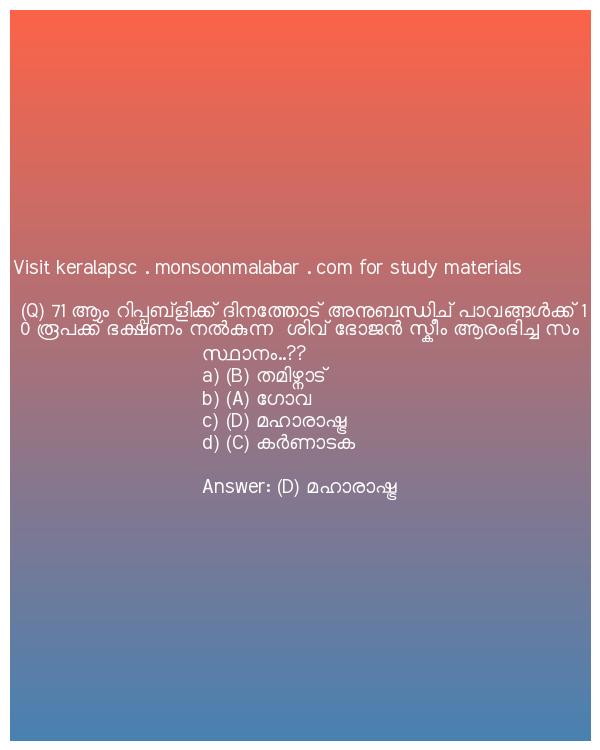 Visit keralapsc . monsoonmalabar . com for study materials
(Q) 71 ആം റിപ്പബ്ളിക്ക് ദിനത്തോട് അനുബന്ധിച് പാവങ്ങൾക്ക് 1
0 രൂപക്ക് ഭക്ഷണം നൽകുന്ന ശിവ് ഭോജൻ സ്കീം ആരംഭിച്ച സം
സ്ഥാനം..??
a) (B) തമിഴ്നാട്
b) (A) ഗോവ
c) (D) മഹാരാഷ്ട്ര
d) (C) കർണാടക
Answer: (D) മഹാരാഷ്ട്ര